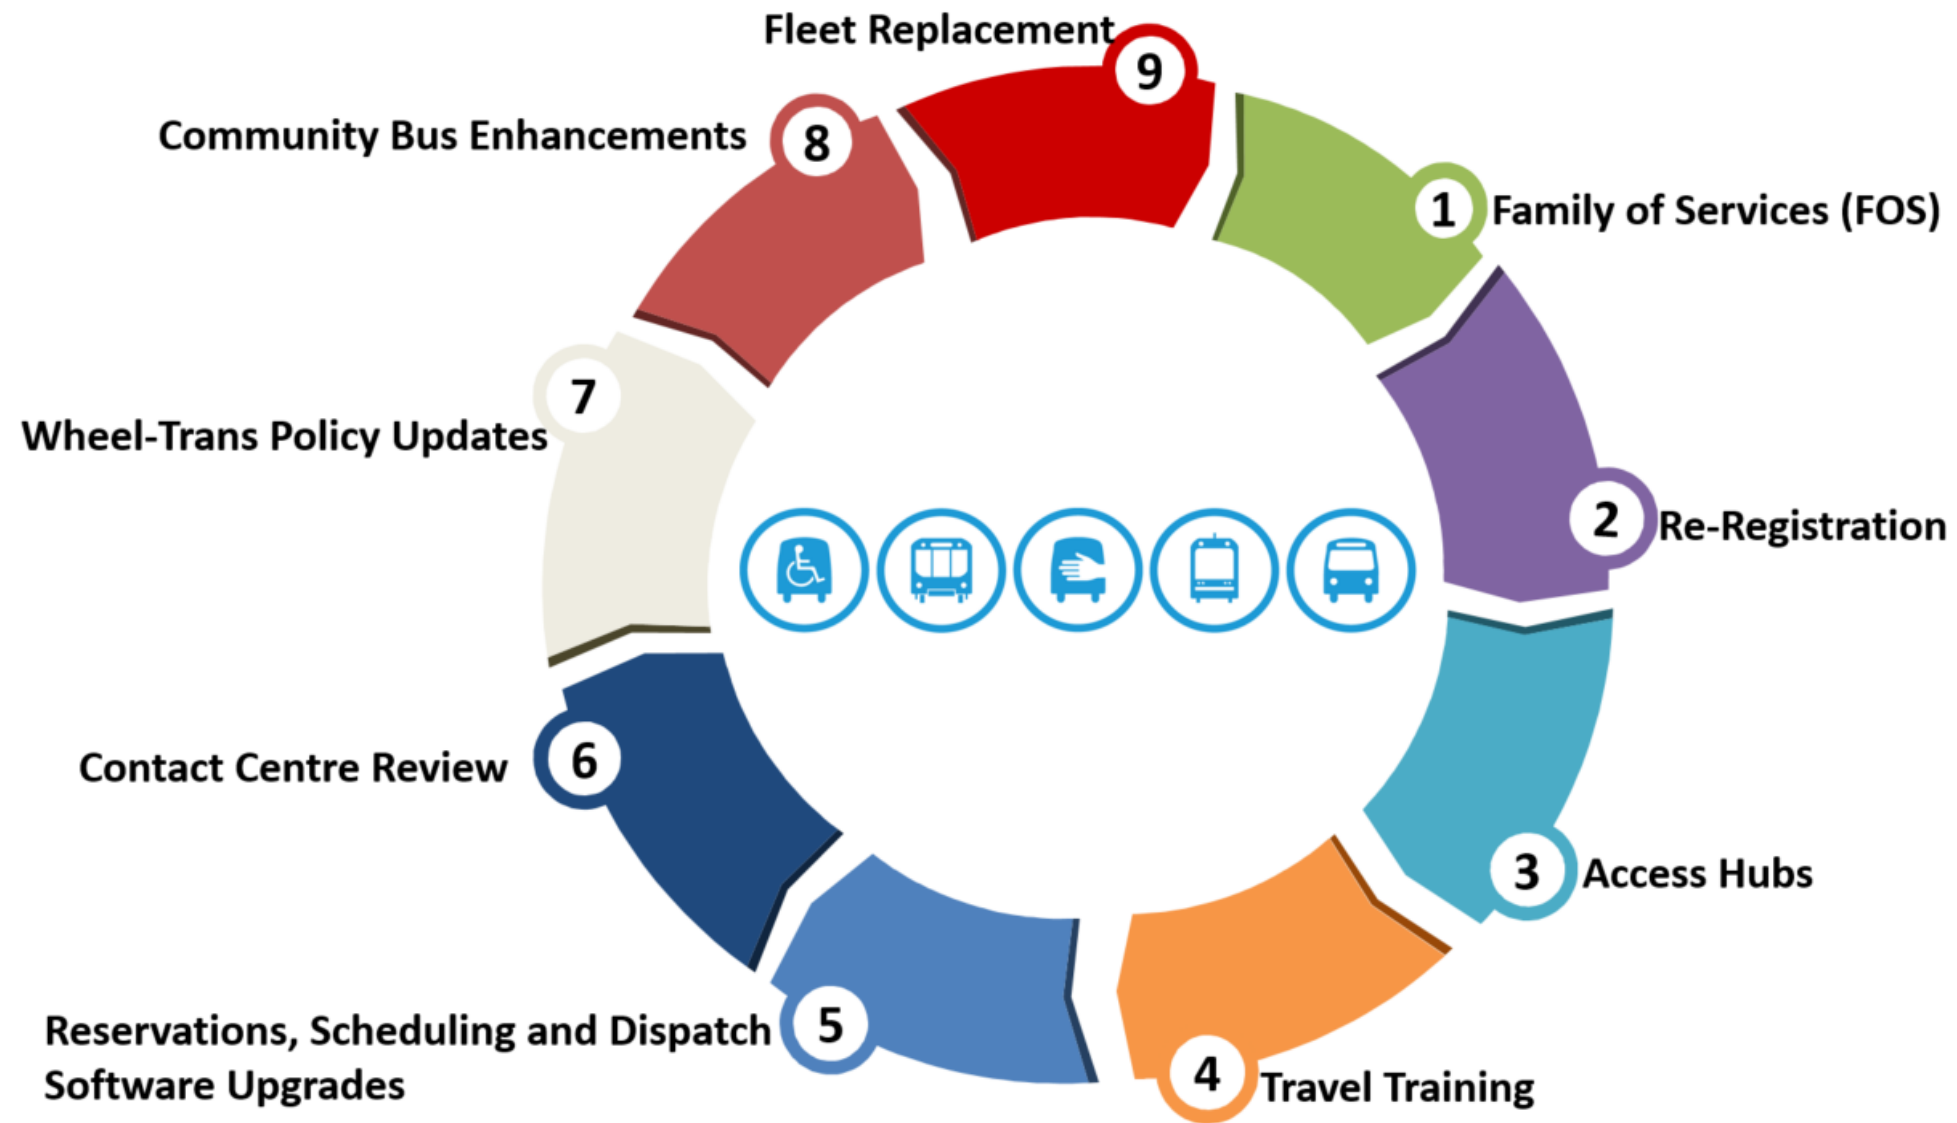 Fleet Replacement
9
Community Bus Enhancements
8
1
Family of Services (FOS)
7
Wheel-Trans Policy Updates
2
Re-Registration
6
Contact Centre Review
3
Access Hubs
5
Reservations, Scheduling and Dispatch
Software Upgrades
4
Travel Training